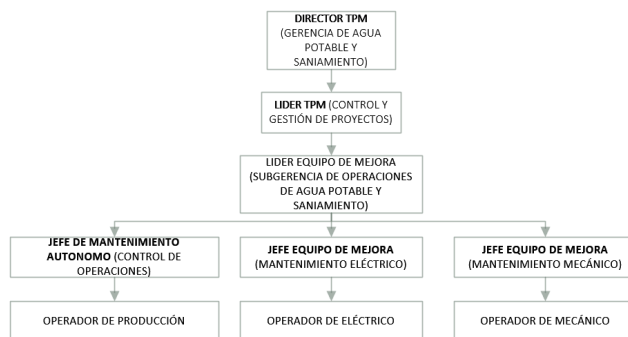 DIRECTOR TPM
(GERENCIA DE AGUA
POTABLE Y
SANIAMIENTO)
LIDER TPM (CONTROL Y
GESTIÓN DE PROYECTOS)
LIDER EQUIPO DE MEJORA
(SUBGERENCIA DE OPERACIONES
DE AGUA POTABLE Y
SANIAMIENTO)
JEFE DE MANTENIMIENTO
AUTONOMO (CONTROL DE
OPERACIONES)
JEFE EQUIPO DE MEJORA
(MANTENIMIENTO ELÉCTRICO)
JEFE EQUIPO DE MEJORA
(MANTENIMIENTO MECÁNICO)
OPERADOR DE PRODUCCIÓN
OPERADOR DE ELÉCTRICO
OPERADOR DE MECÁNICO